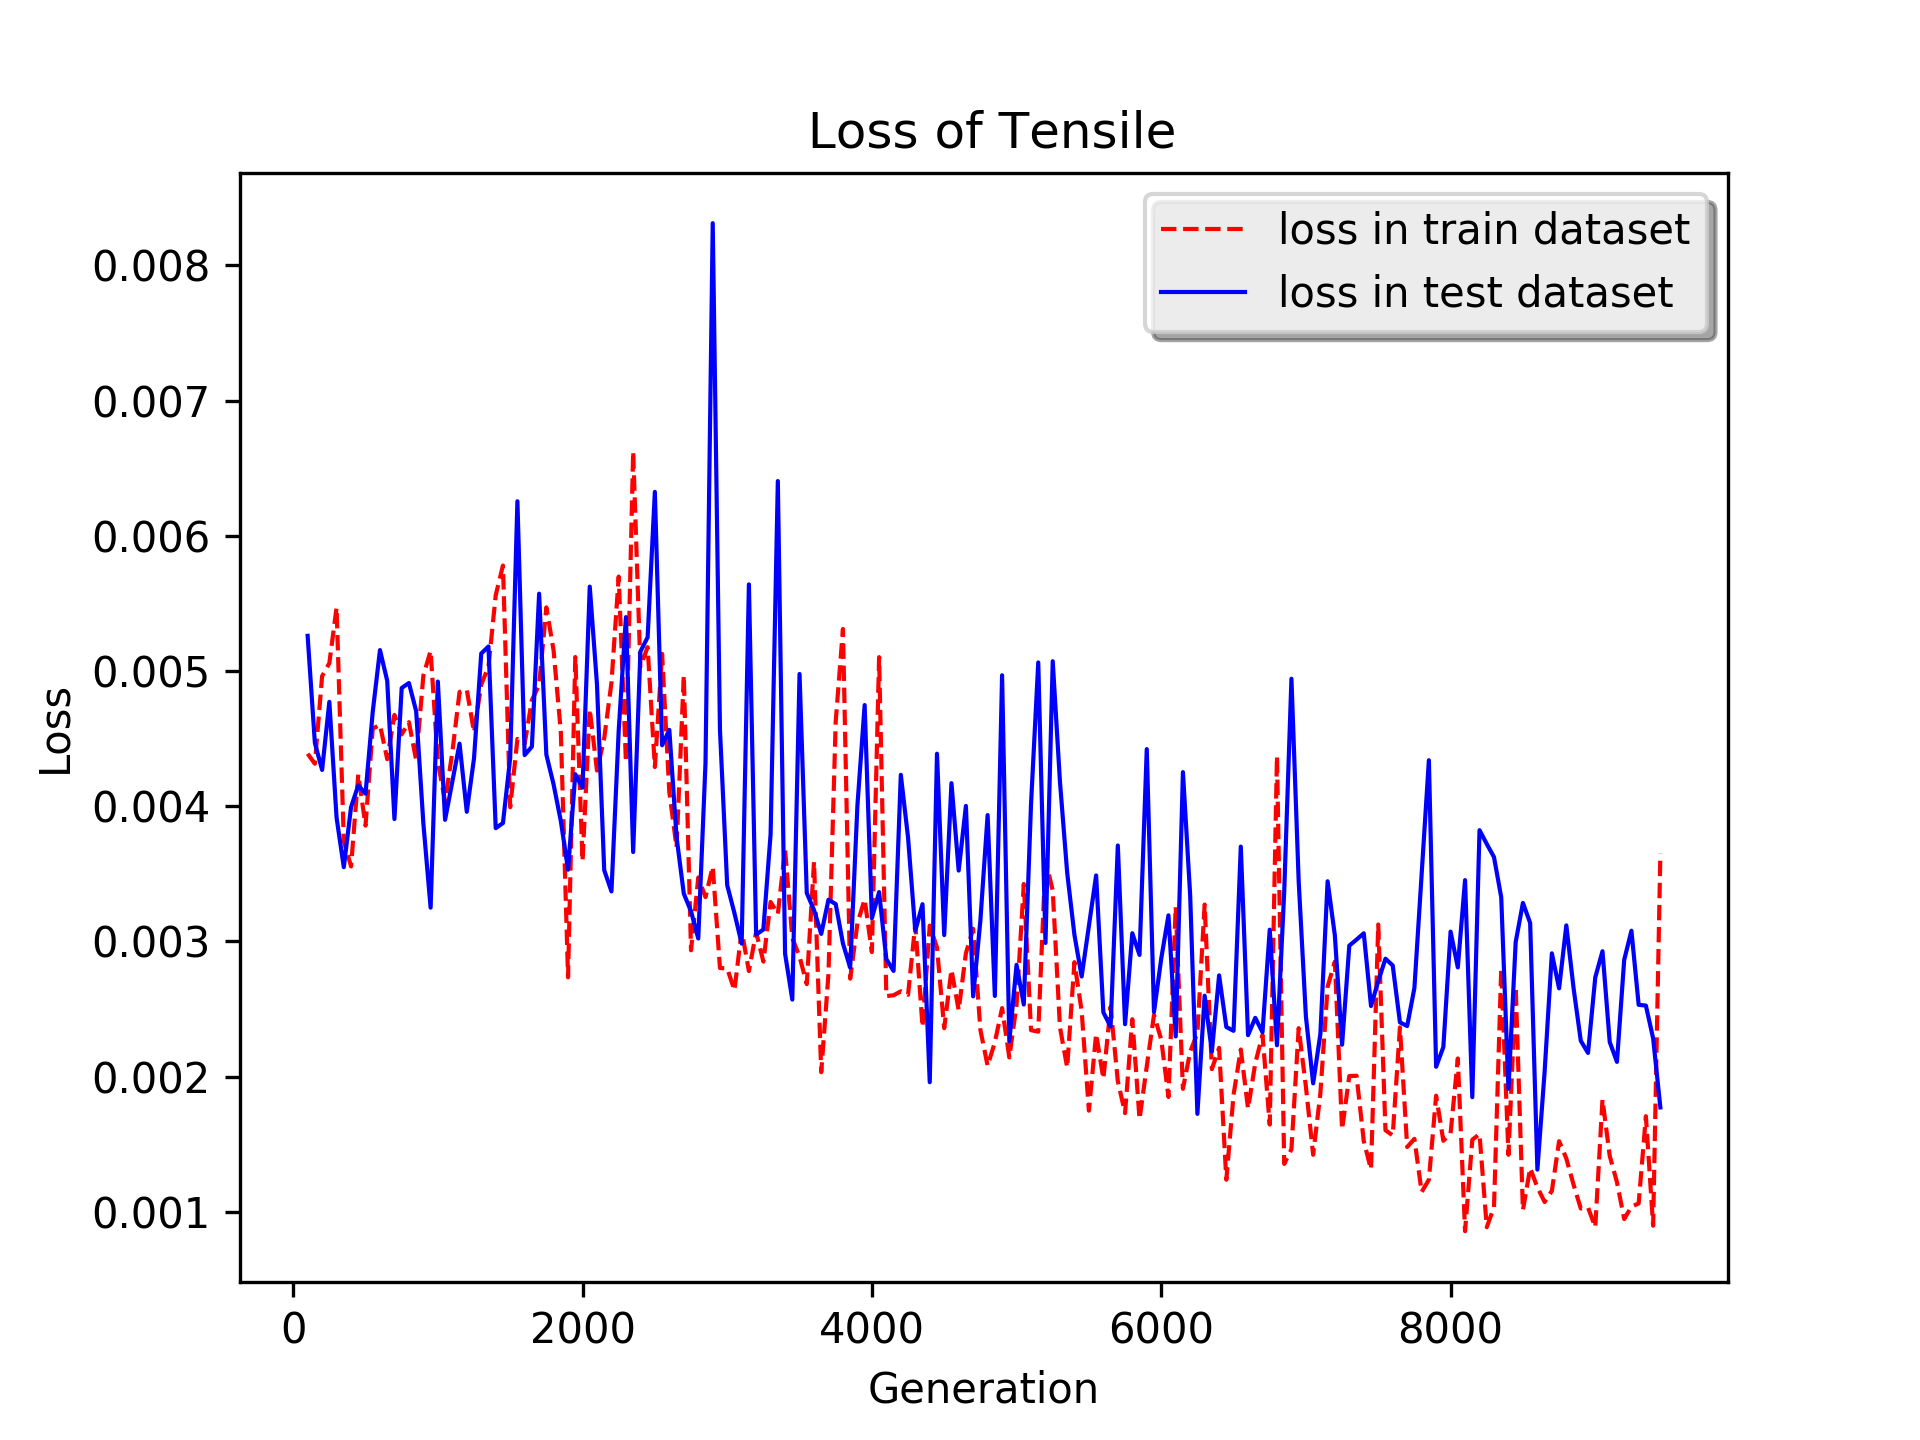 Loss of Tensile
loss in train dataset
loss in test dataset
0.008
0.007
0.006
0.005
0.004
0.003
0.002
0.001
Loss
0 2000 4000 6000 8000
Generation